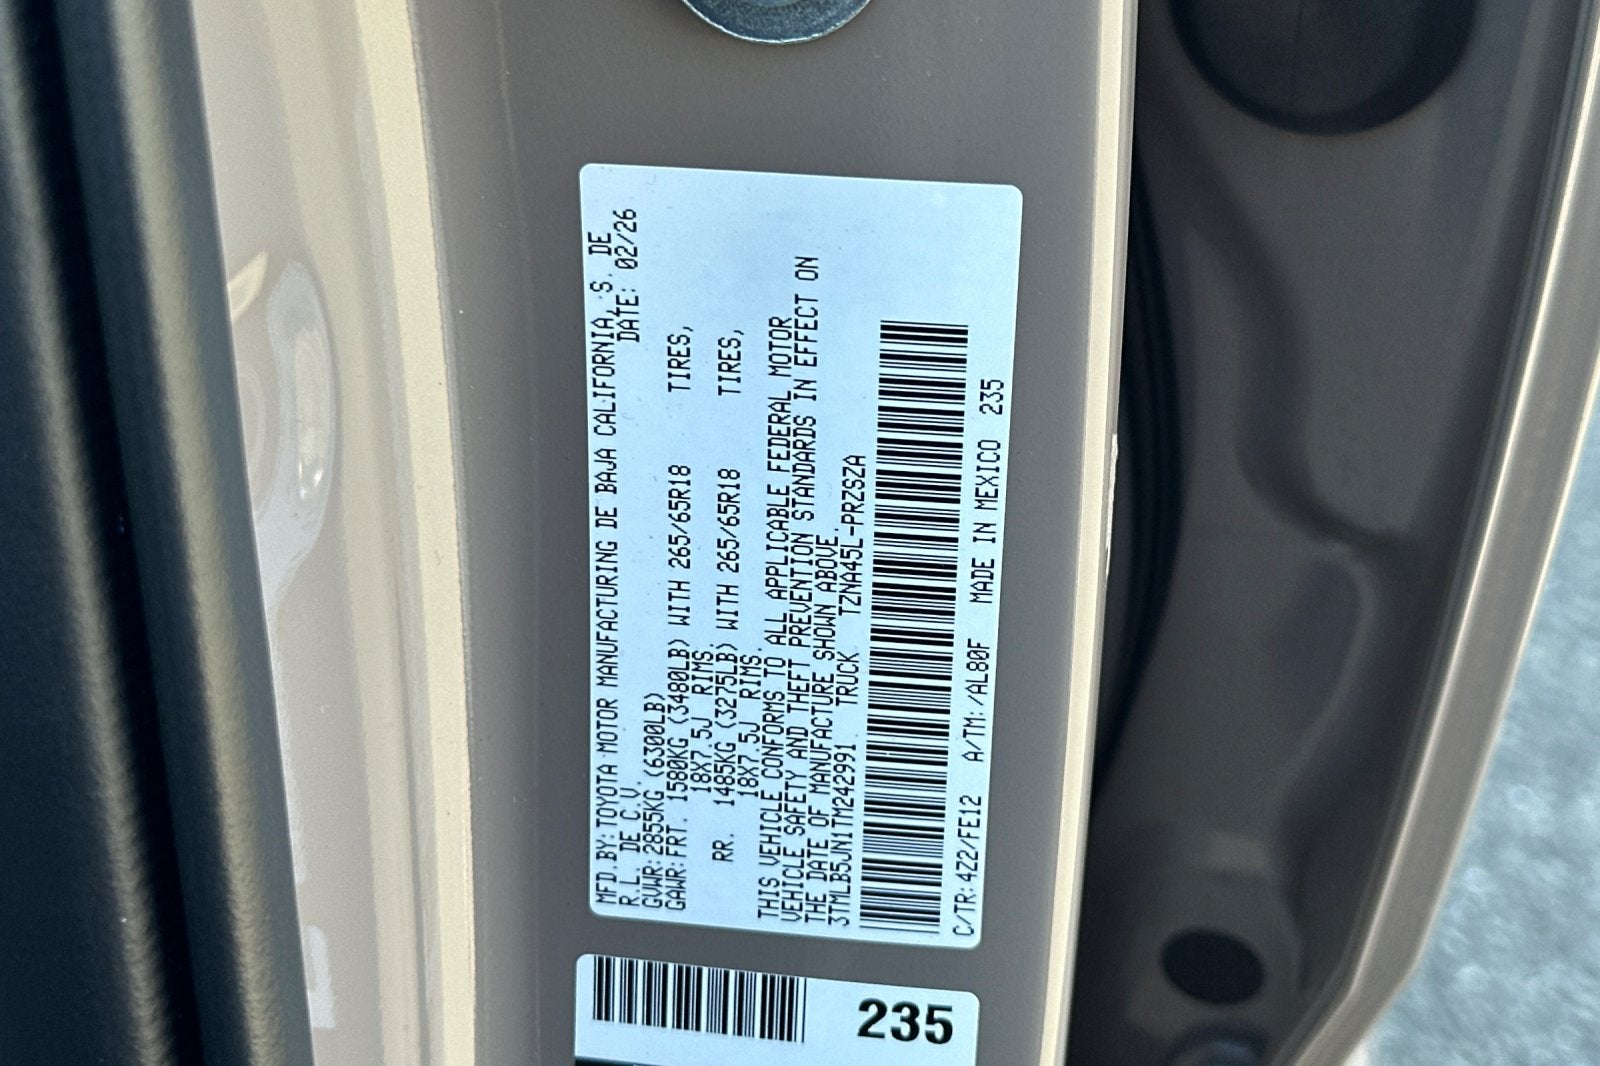 MFD.BY:TOYOTA MOTOR MANUFACTURING DE BAJA CALIFORNIA,S. DE
R.L. DE C.V. DATE: 02/26
GVWR:2855KG (6300LB)
GAWR:FRT. 1580KG (3480LB) WITH 265/65R18 TIRES,
18X7.5J RIMS.
RR. 1485KG (3275LB) WITH 265/65R18 TIRES,
18X7.5J RIMS.
THIS VEHICLE CONFORMS TO ALL APPLICABLE FEDERAL MOTOR
VEHICLE SAFETY AND THEFT PREVENTION STANDARDS IN EFFECT ON
THE DATE OF MANUFACTURE SHOWN ABOVE.
3TMLB5JN1TM242991 TRUCK TZNA45L-PRZSZA
C/TR:4Z2/FE12 A/TM:/AL80F MADE IN MEXICO 235
235